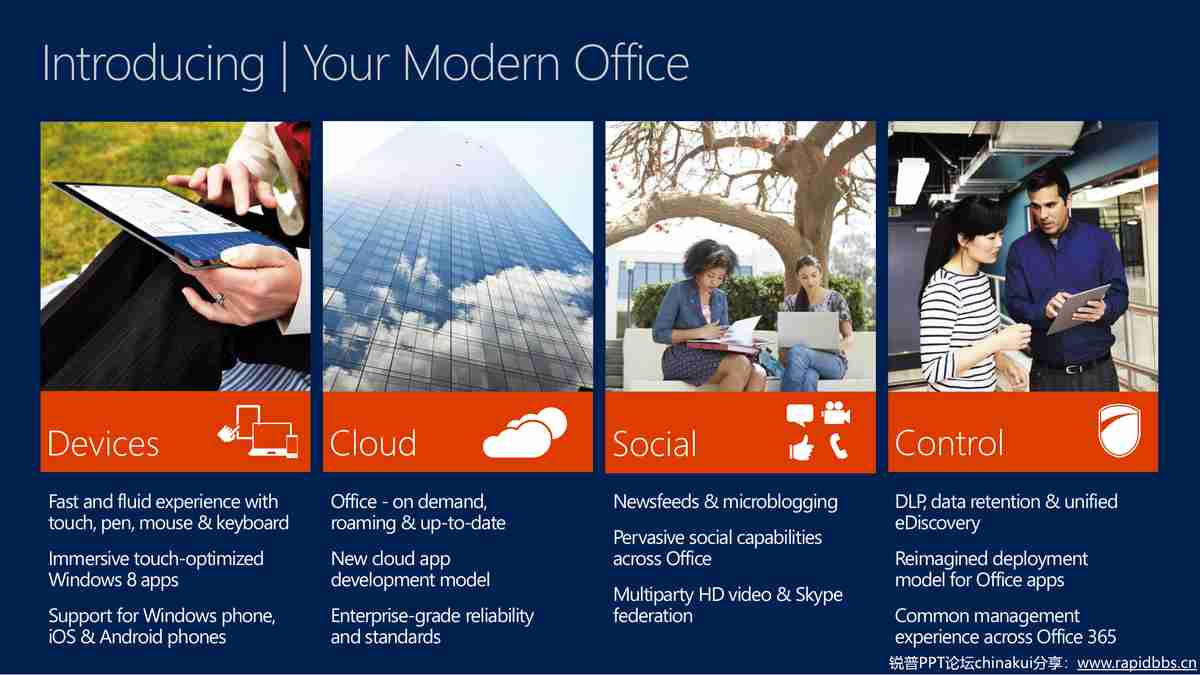 Introducing | Your Modern Office
Devices
Fast and fluid experience with
touch, pen, mouse & keyboard
Immersive touch-optimized
Windows 8 apps
Support for Windows phone,
iOS & Android phones
Cloud
Office - on demand,
roaming & up-to-date
New cloud app
development model
Enterprise-grade reliability
and standards
Social
Newsfeeds & microblogging
Pervasive social capabilities
across Office
Multiparty HD video & Skype
federation
Control
DLP, data retention & unified
eDiscovery
Reimagined deployment
model for Office apps
Common management
experience across Office 365
锐普PPT论坛chinakui分享：www.rapidbbs.cn